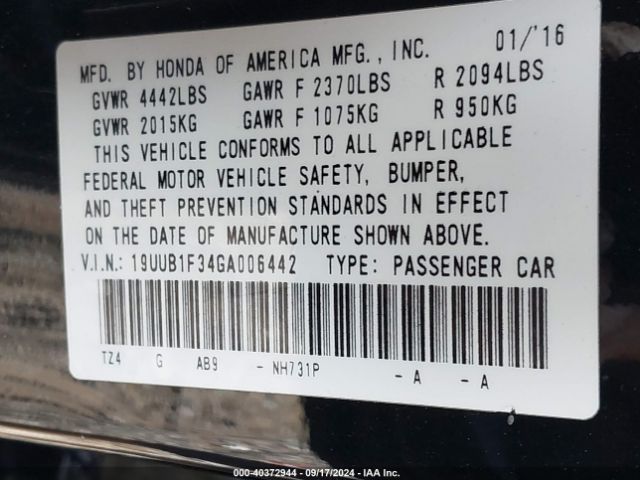 MFD. BY HONDA OF AMERICA MFG., INC. 01/'16
GVWR 4442LBS GAWR F 2370LBS R 2094LBS
GVWR 2015KG GAWR F 1075KG R 950KG
THIS VEHICLE CONFORMS TO ALL APPLICABLE
FEDERAL MOTOR VEHICLE SAFETY, BUMPER,
AND THEFT PREVENTION STANDARDS IN EFFECT
ON THE DATE OF MANUFACTURE SHOWN ABOVE.
V.I.N.: 19UUB1F34GA006442 TYPE: PASSENGER CAR
TZ4 G AB9 - NH731P - A - A
000-40372944 - 09/17/2024 - IAA Inc.